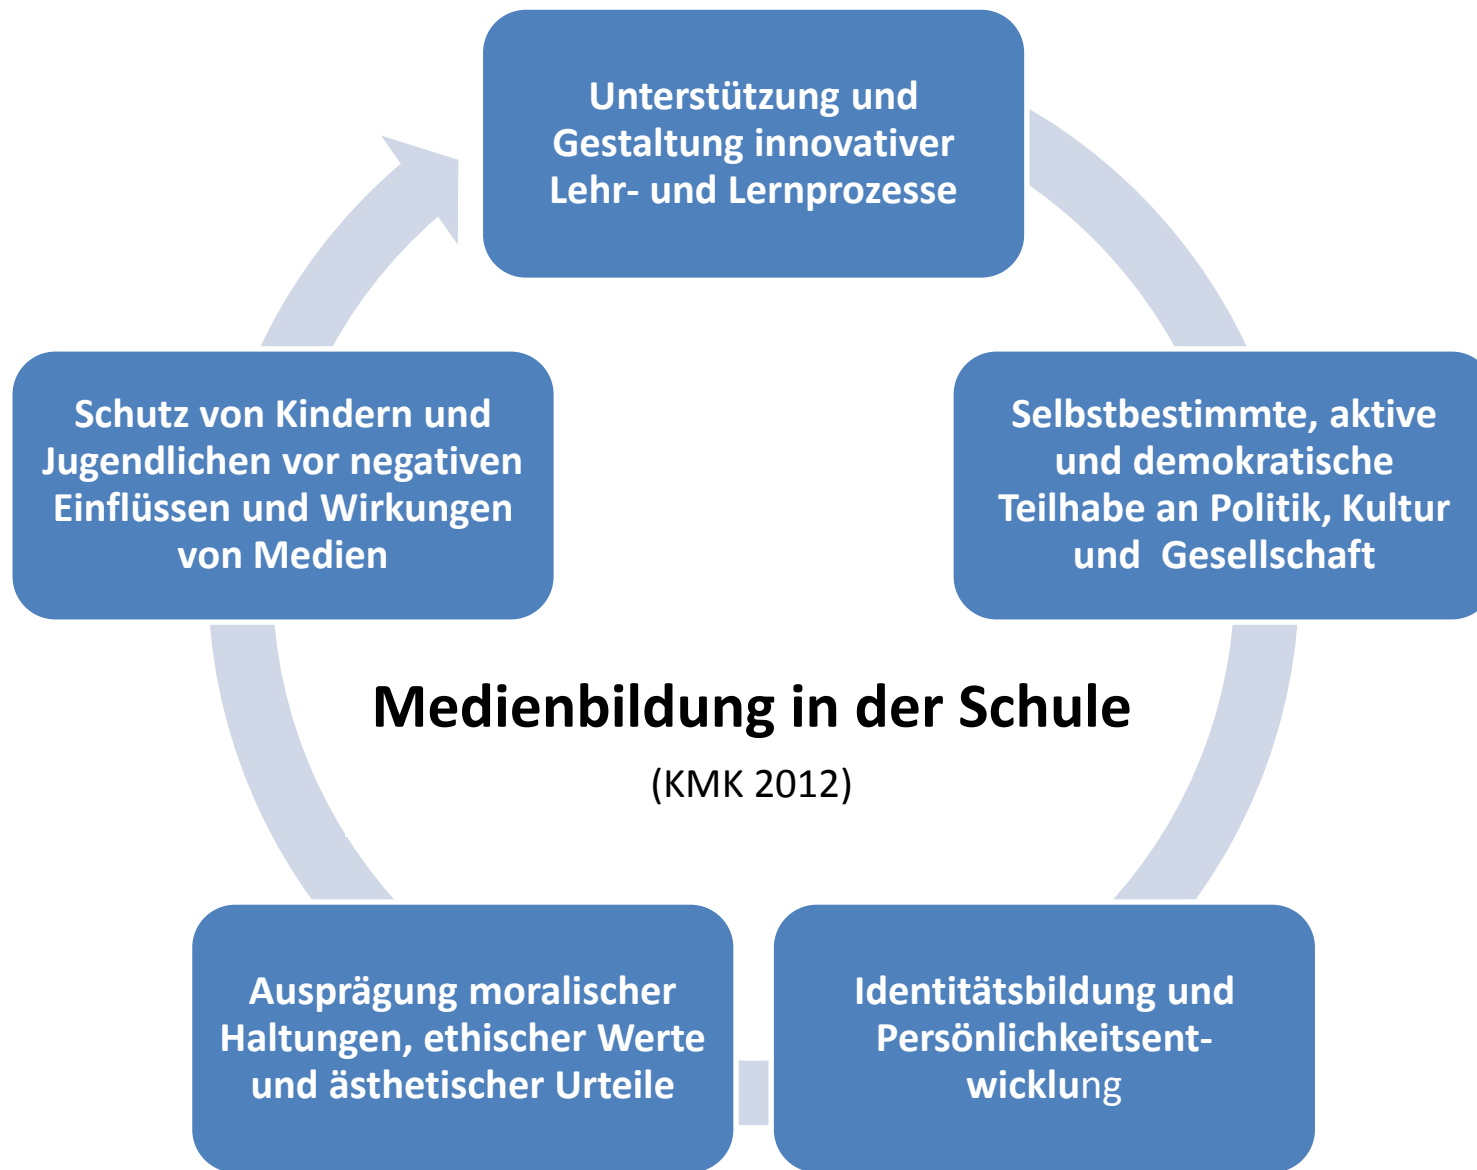 Unterstützung und
Gestaltung innovativer
Lehr- und Lernprozesse
Selbstbestimmte, aktive
und demokratische
Teilhabe an Politik, Kultur
und  Gesellschaft
Identitätsbildung und
Persönlichkeitsent-
wicklung
Ausprägung moralischer
Haltungen, ethischer Werte
und ästhetischer Urteile
Schutz von Kindern und
Jugendlichen vor negativen
Einflüssen und Wirkungen
von Medien
Medienbildung in der Schule
(KMK 2012)